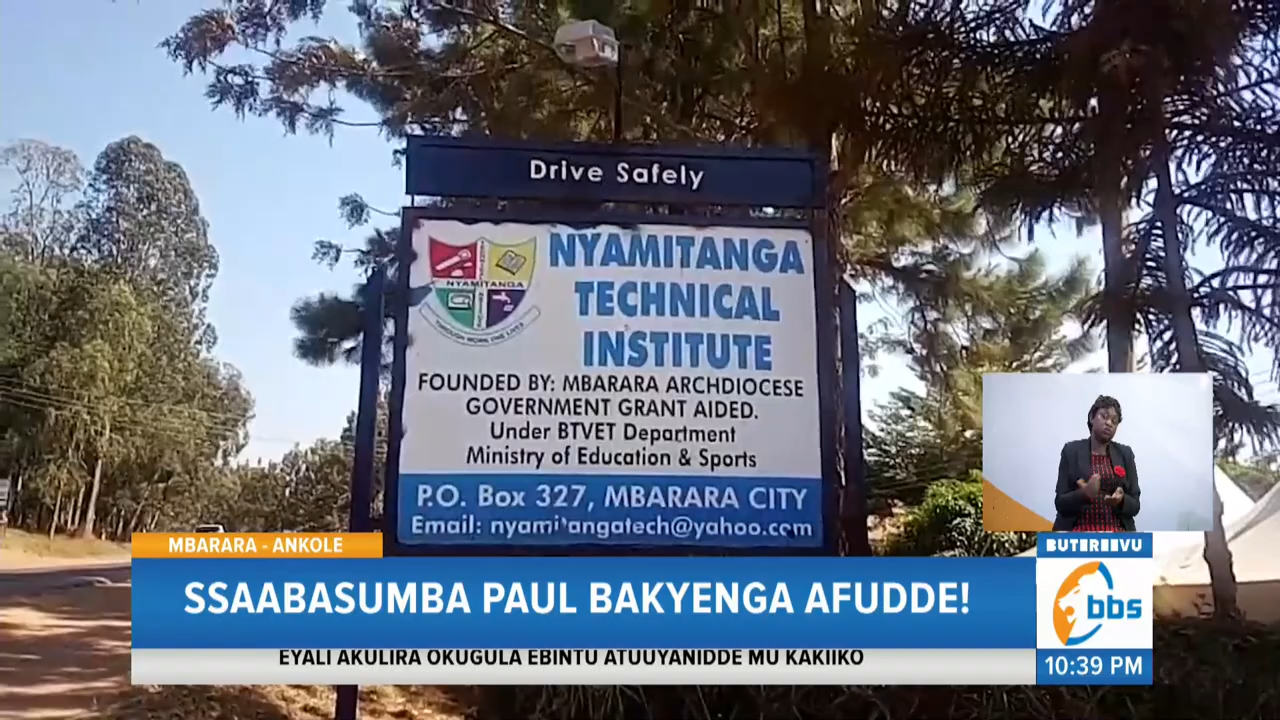 Drive Safely
NYAMITANGA
NYAMITANGA
TECHNICAL
INSTITUTE
FOUNDED BY: MBARARA ARCHDIOCESE
GOVERNMENT GRANT AIDED.
Under BTVET Department
Ministry of Education & Sports
P.O. Box 327, MBARARA CITY
Email: nyamitangatech@yahoo.com
MBARARA - ANKOLE
SSAABASUMBA PAUL BAKYENGA AFUDDE!
EYALI AKULIRA OKUGULA EBINTU ATUUYANIDDE MU KAKIIKO
bbs
10:39 PM